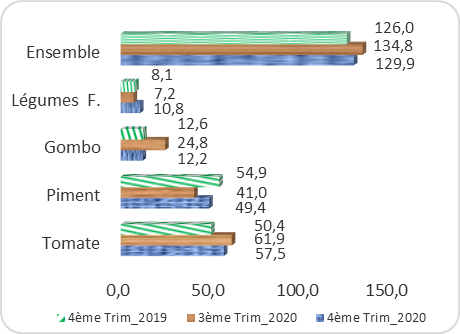 126,0
Ensemble
134,8
129,9
8,1
Légumes F.
7,2
10,8
12,6
Gombo
24,8
12,2
54,9
Piment
41,0
49,4
50,4
Tomate
61,9
57,5
0,0 50,0 100,0 150,0
4ème Trim_2019 3ème Trim_2020 4ème Trim_2020